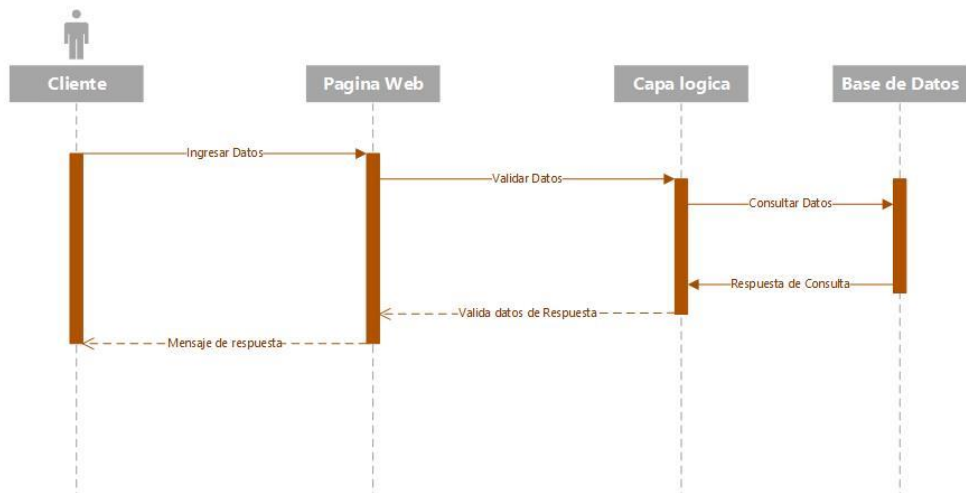 Cliente
Pagina Web
Capa logica
Base de Datos
Ingresar Datos
Validar Datos
Consultar Datos
Respuesta de Consulta
Valida datos de Respuesta
Mensaje de respuesta